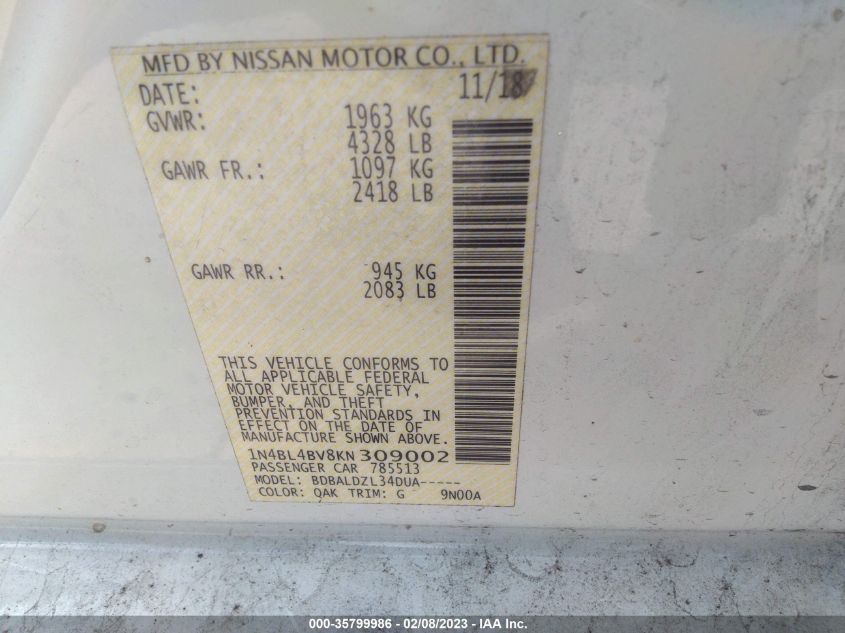 MFD BY NISSAN MOTOR CO., LTD.
DATE: 11/18
GVWR: 1963 KG
4328 LB
GAWR FR.: 1097 KG
2418 LB
GAWR RR.: 945 KG
2083 LB
THIS VEHICLE CONFORMS TO
ALL APPLICABLE FEDERAL
MOTOR VEHICLE SAFETY,
BUMPER, AND THEFT
PREVENTION STANDARDS IN
EFFECT ON THE DATE OF
MANUFACTURE SHOWN ABOVE.
1N4BL4BV8KN 309002
PASSENGER CAR 785513
MODEL: BDBALDZL34DUA-----
COLOR: QAK TRIM: G 9N00A
000-35799986 - 02/08/2023 - IAA Inc.